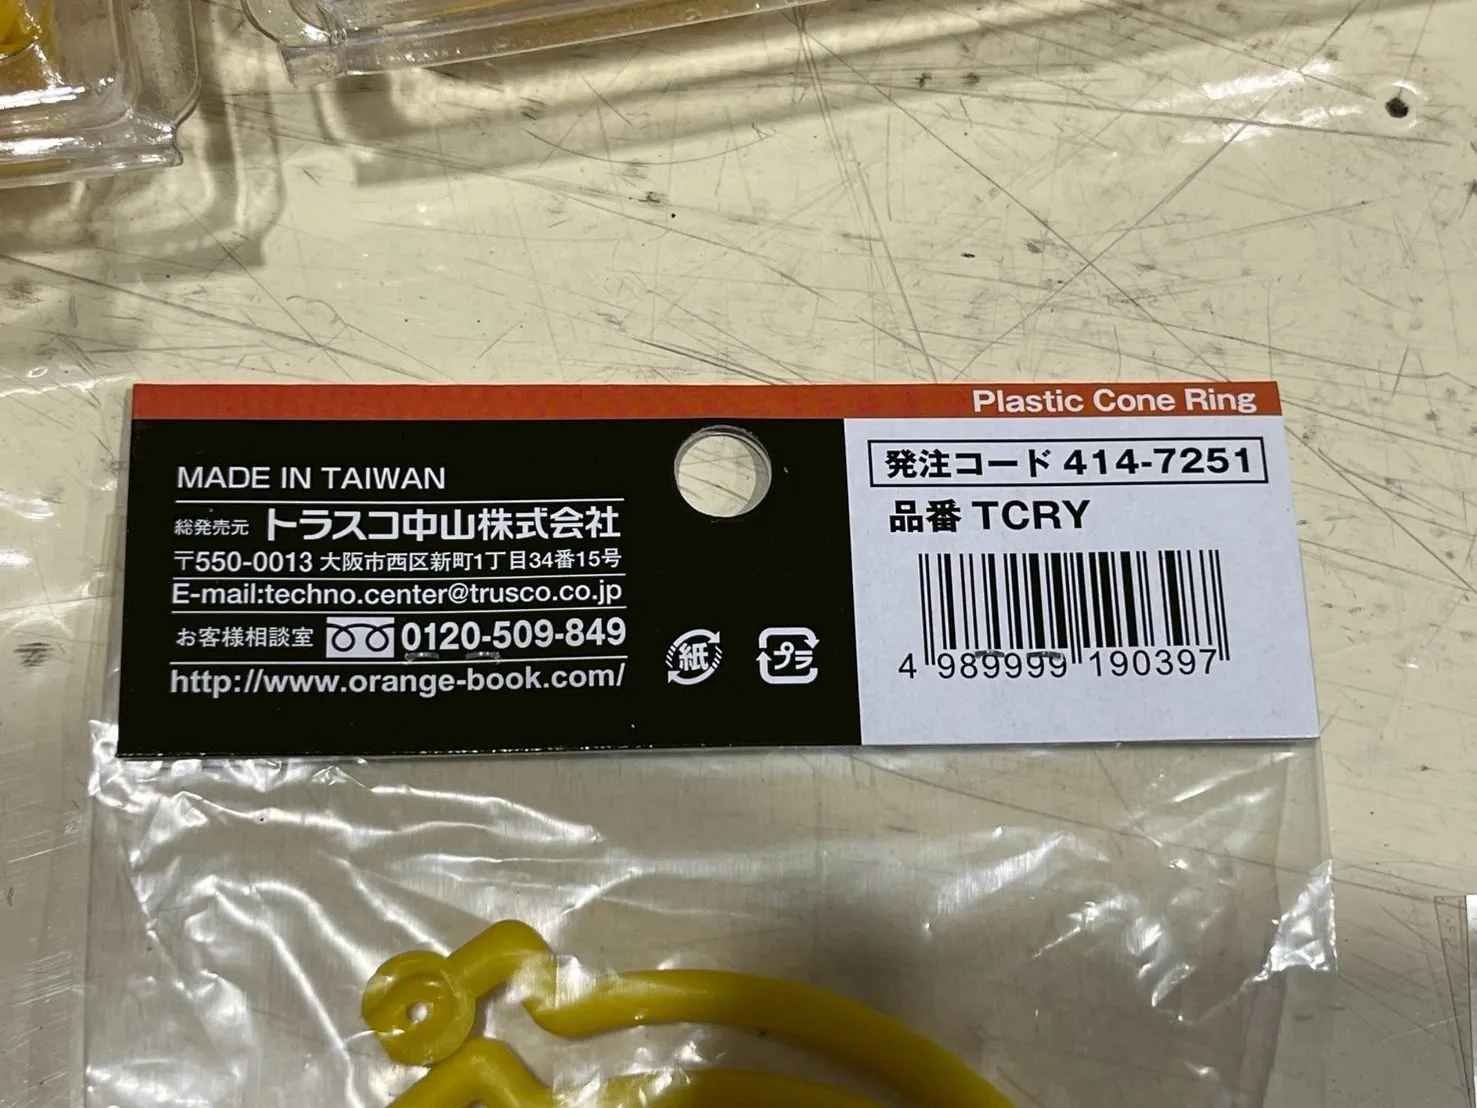 Plastic Cone Ring
MADE IN TAIWAN
総発売元 トラスコ中山株式会社
〒550-0013 大阪市西区新町1丁目34番15号
E-mail:techno.center@trusco.co.jp
お客様相談室 0120-509-849
http://www.orange-book.com/
紙
プラ
発注コード 414-7251
品番 TCRY
4 989999 190397